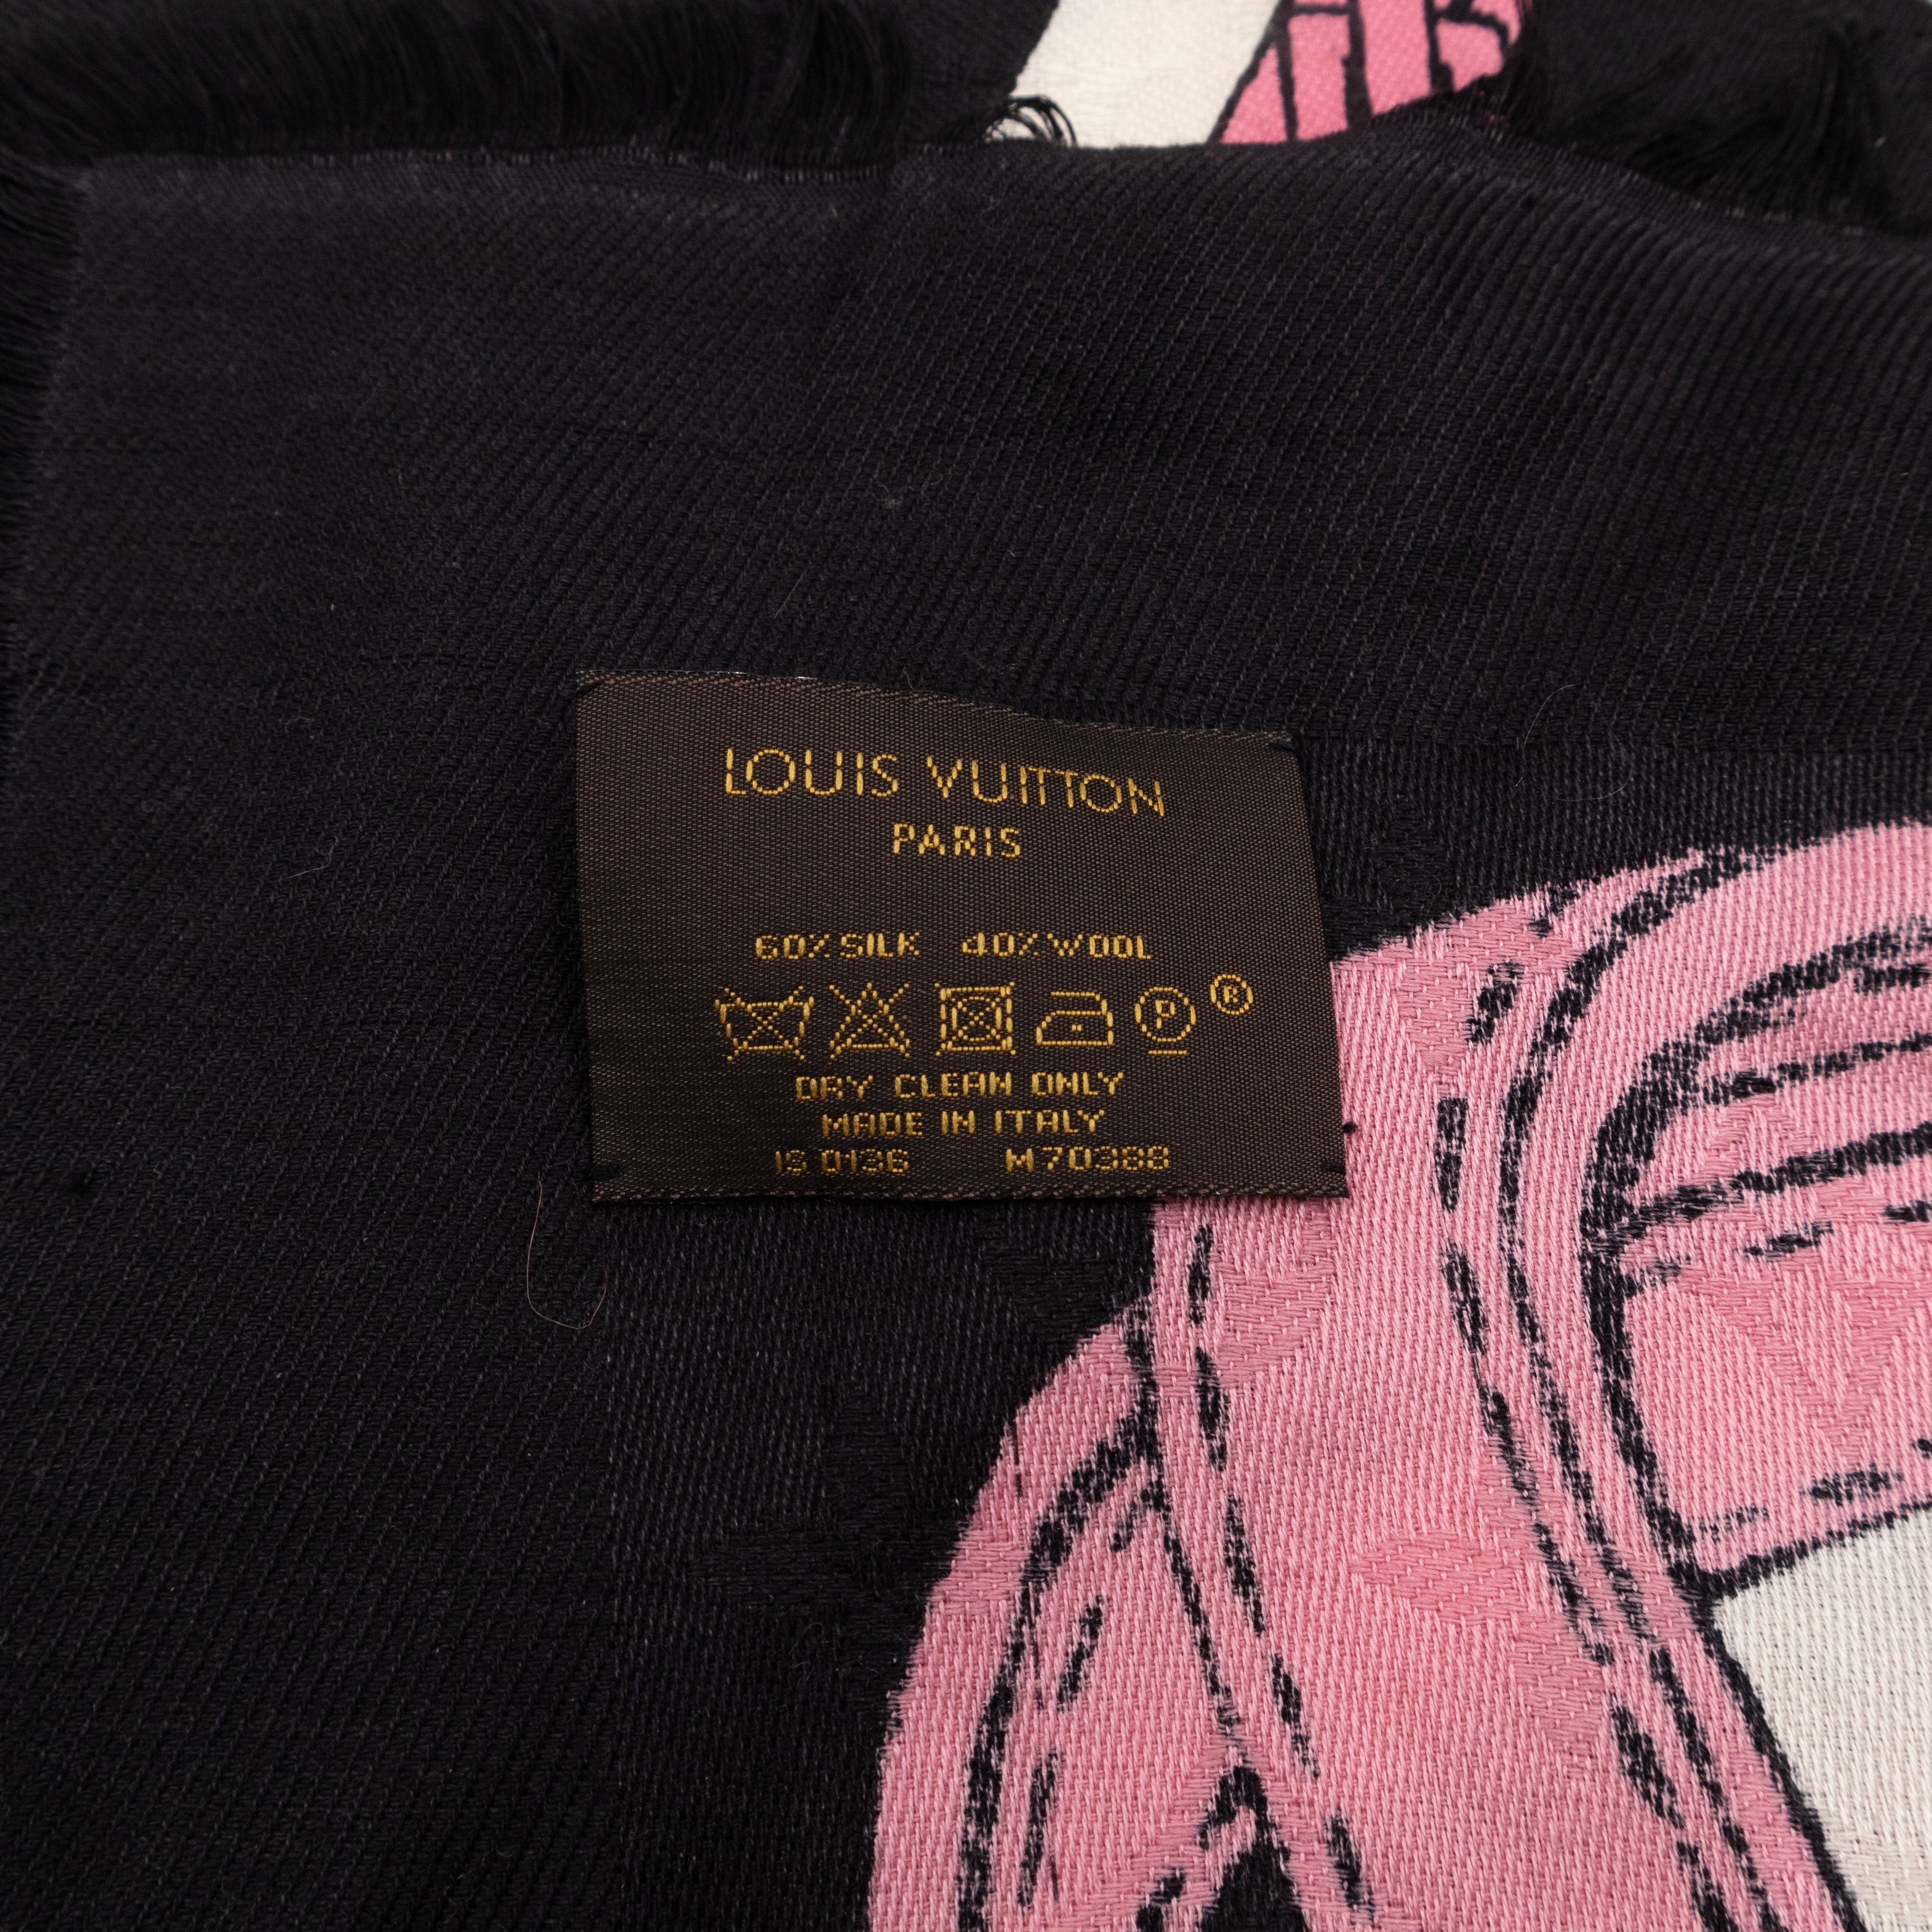 LOUIS VUITTON
PARIS
60% SILK 40% WOOL
P ®
DRY CLEAN ONLY
MADE IN ITALY
IS 0136 M70388